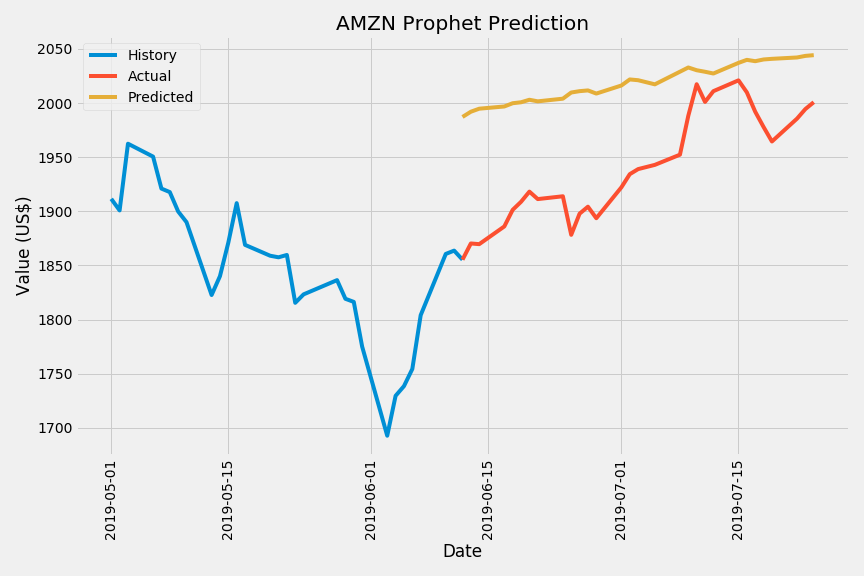 AMZN Prophet Prediction
History
Actual
Predicted
Value (US$)
2050
2000
1950
1900
1850
1800
1750
1700
2019-05-01
2019-05-15
2019-06-01
2019-06-15
2019-07-01
2019-07-15
Date